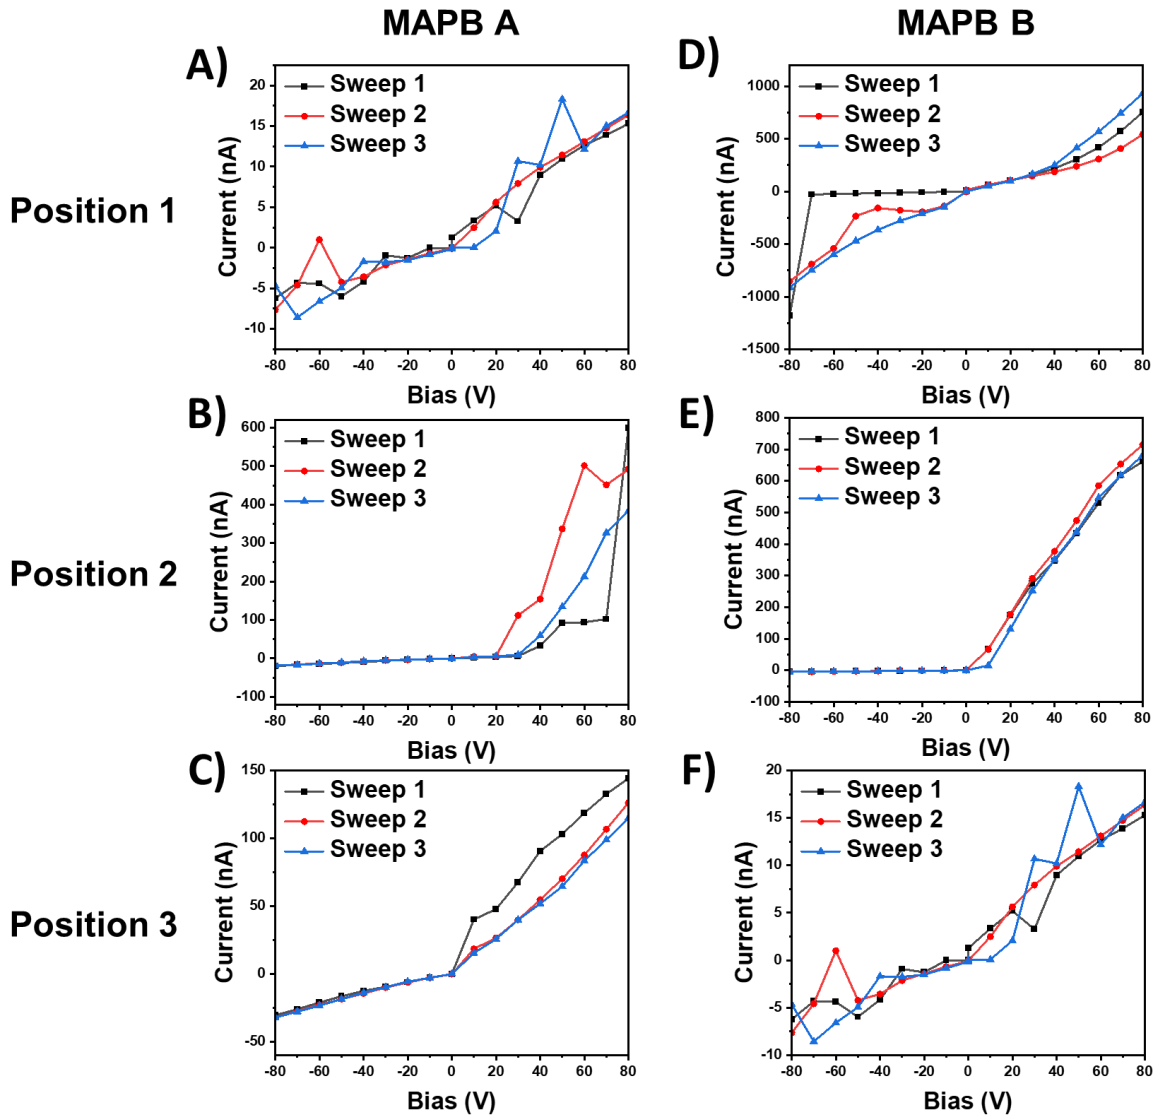 MAPB A
MAPB B
Position 1
A)
Sweep 1
Sweep 2
Sweep 3
Current (nA)
25
20
15
10
5
0
-5
-10
-80 -60 -40 -20 0 20 40 60 80
Bias (V)
D)
Sweep 1
Sweep 2
Sweep 3
Current (nA)
1000
500
0
-500
-1000
-1500
-80 -60 -40 -20 0 20 40 60 80
Bias (V)
Position 2
B)
Sweep 1
Sweep 2
Sweep 3
Current (nA)
600
500
400
300
200
100
0
-100
-80 -60 -40 -20 0 20 40 60 80
Bias (V)
E)
Sweep 1
Sweep 2
Sweep 3
Current (nA)
800
700
600
500
400
300
200
100
0
-100
-80 -60 -40 -20 0 20 40 60 80
Bias (V)
Position 3
C)
Sweep 1
Sweep 2
Sweep 3
Current (nA)
150
100
50
0
-50
-80 -60 -40 -20 0 20 40 60 80
Bias (V)
F)
Sweep 1
Sweep 2
Sweep 3
Current (nA)
20
15
10
5
0
-5
-10
-80 -60 -40 -20 0 20 40 60 80
Bias (V)